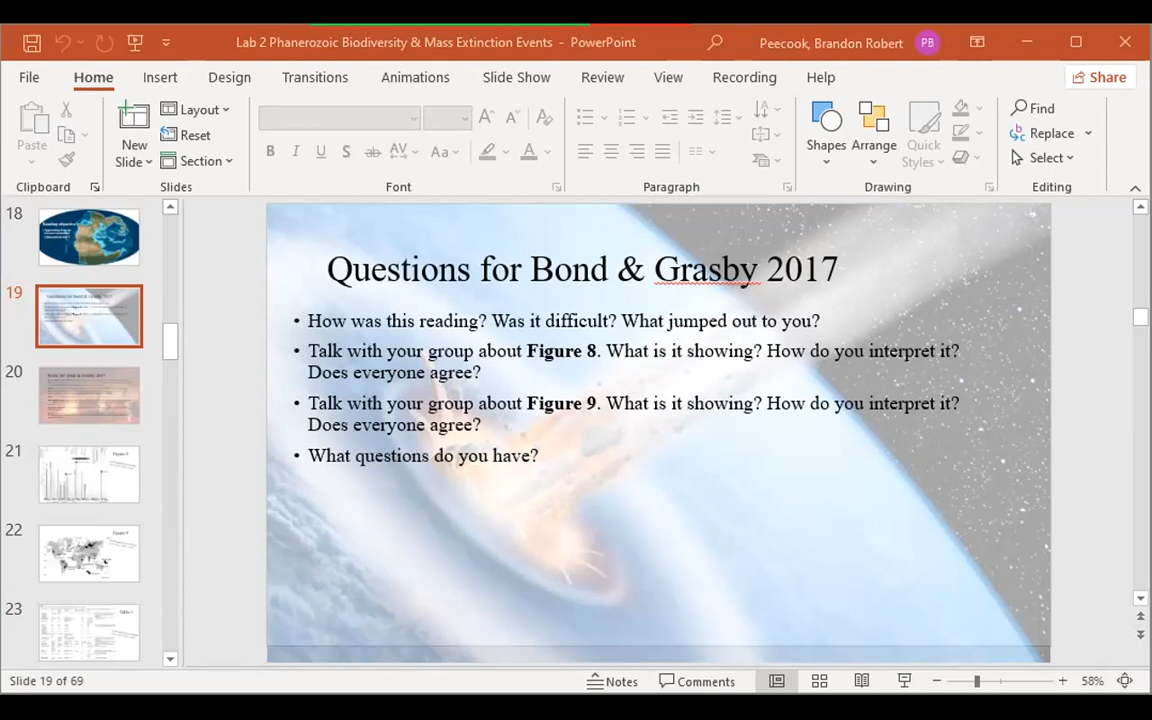 Lab 2 Phanerozoic Biodiversity & Mass Extinction Events - PowerPoint
Peecook, Brandon Robert PB
File Home Insert Design Transitions Animations Slide Show Review View Recording Help Share
Paste
New Slide
Layout
Reset
Section
B I U S ab AV Aa A
Shapes Arrange Quick Styles
Find
Replace
Select
Clipboard Slides Font Paragraph Drawing Editing
18
19
20
21
22
23
Questions for Bond & Grasby 2017
• How was this reading? Was it difficult? What jumped out to you?
• Talk with your group about Figure 8. What is it showing? How do you interpret it?
Does everyone agree?
• Talk with your group about Figure 9. What is it showing? How do you interpret it?
Does everyone agree?
• What questions do you have?
Slide 19 of 69
Notes Comments
58%